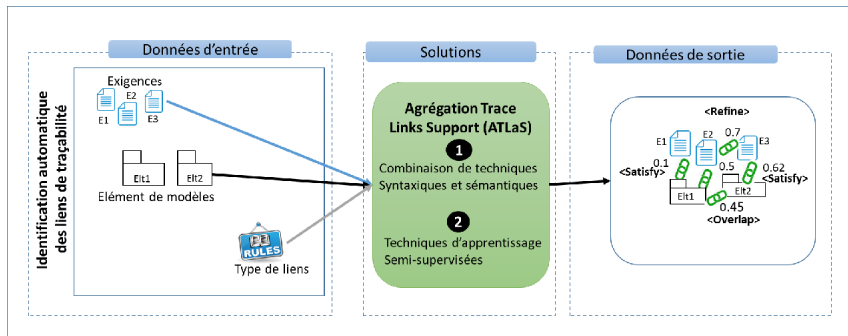 Données d'entrée
Solutions
Données de sortie
Identification automatique
des liens de traçabilité
Exigences
E1
E2
E3
Elt1
Elt2
Elément de modèles
RULES
Type de liens
Agrégation Trace
Links Support (ATLaS)
1
Combinaison de techniques
Syntaxiques et sémantiques
2
Techniques d'apprentissage
Semi-supervisées
<Refine>
E1
E2
0.7
E3
<Satisfy>
0.1
0.5
0.62
<Satisfy>
Elt1
Elt2
0.45
<Overlap>